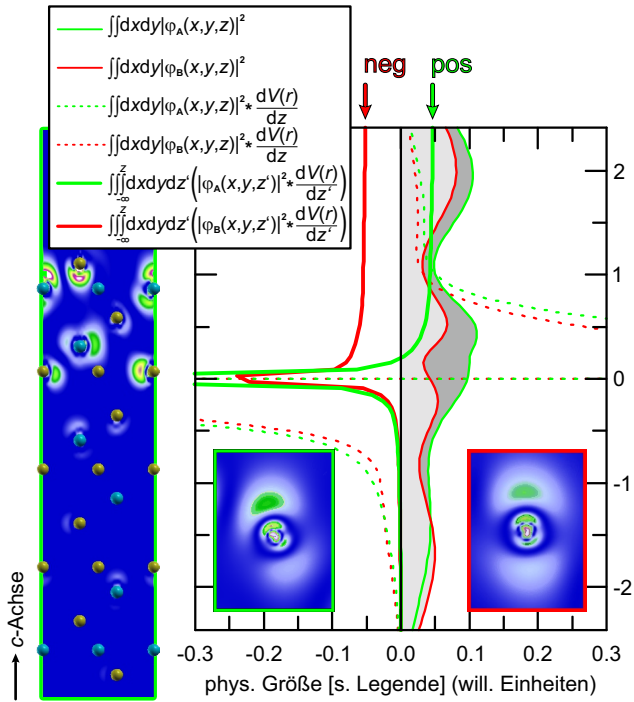 ∫∫dxdy|φA(x,y,z)|²
∫∫dxdy|φB(x,y,z)|²
∫∫dxdy|φA(x,y,z)|²* dV(r)/dz
∫∫dxdy|φB(x,y,z)|²* dV(r)/dz
∫∫∫dxdydz‘(|φA(x,y,z‘)|²* dV(r)/dz‘)
z
-∞
∫∫∫dxdydz‘(|φB(x,y,z‘)|²* dV(r)/dz‘)
z
-∞
neg
pos
2
1
0
-1
-2
-0.3
-0.2
-0.1
0.0
0.1
0.2
0.3
phys. Größe [s. Legende] (will. Einheiten)
c-Achse